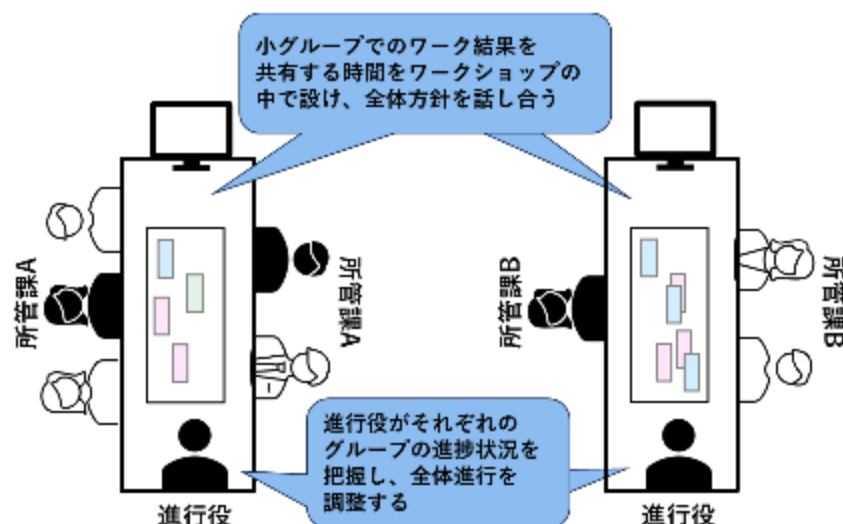 小グループでのワーク結果を
共有する時間をワークショップの
中で設け、全体方針を話し合う
所管課A
所管課A
所管課B
所管課B
進行役がそれぞれの
グループの進捗状況を
把握し、全体進行を
調整する
進行役
進行役